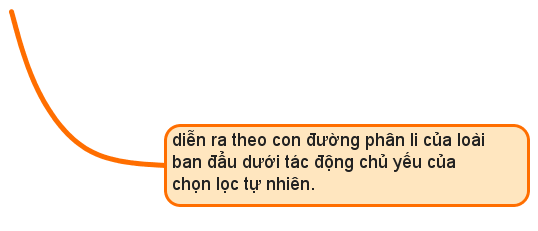 diễn ra theo con đường phân li của loài
ban đẩu dưới tác động chủ yếu của
chọn lọc tự nhiên.